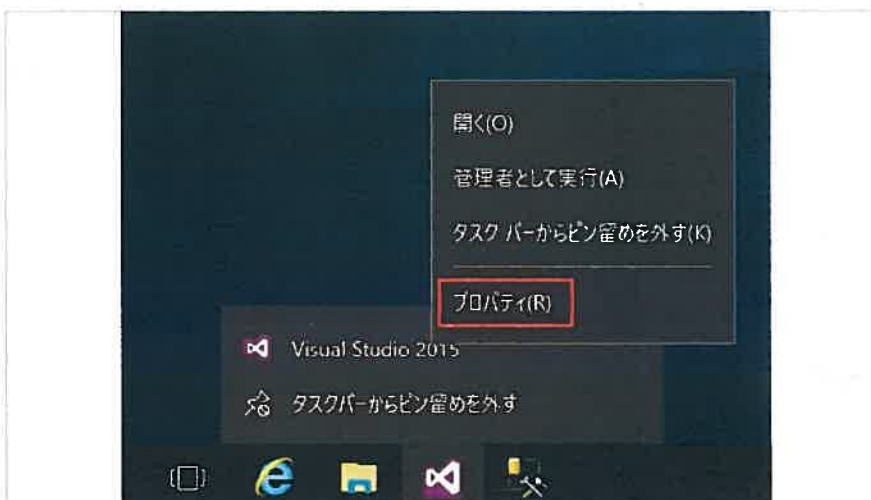 開く(O)
管理者として実行(A)
タスク バーからピン留めを外す(K)
プロパティ(R)
Visual Studio 2015
タスクバーからピン留めを外す